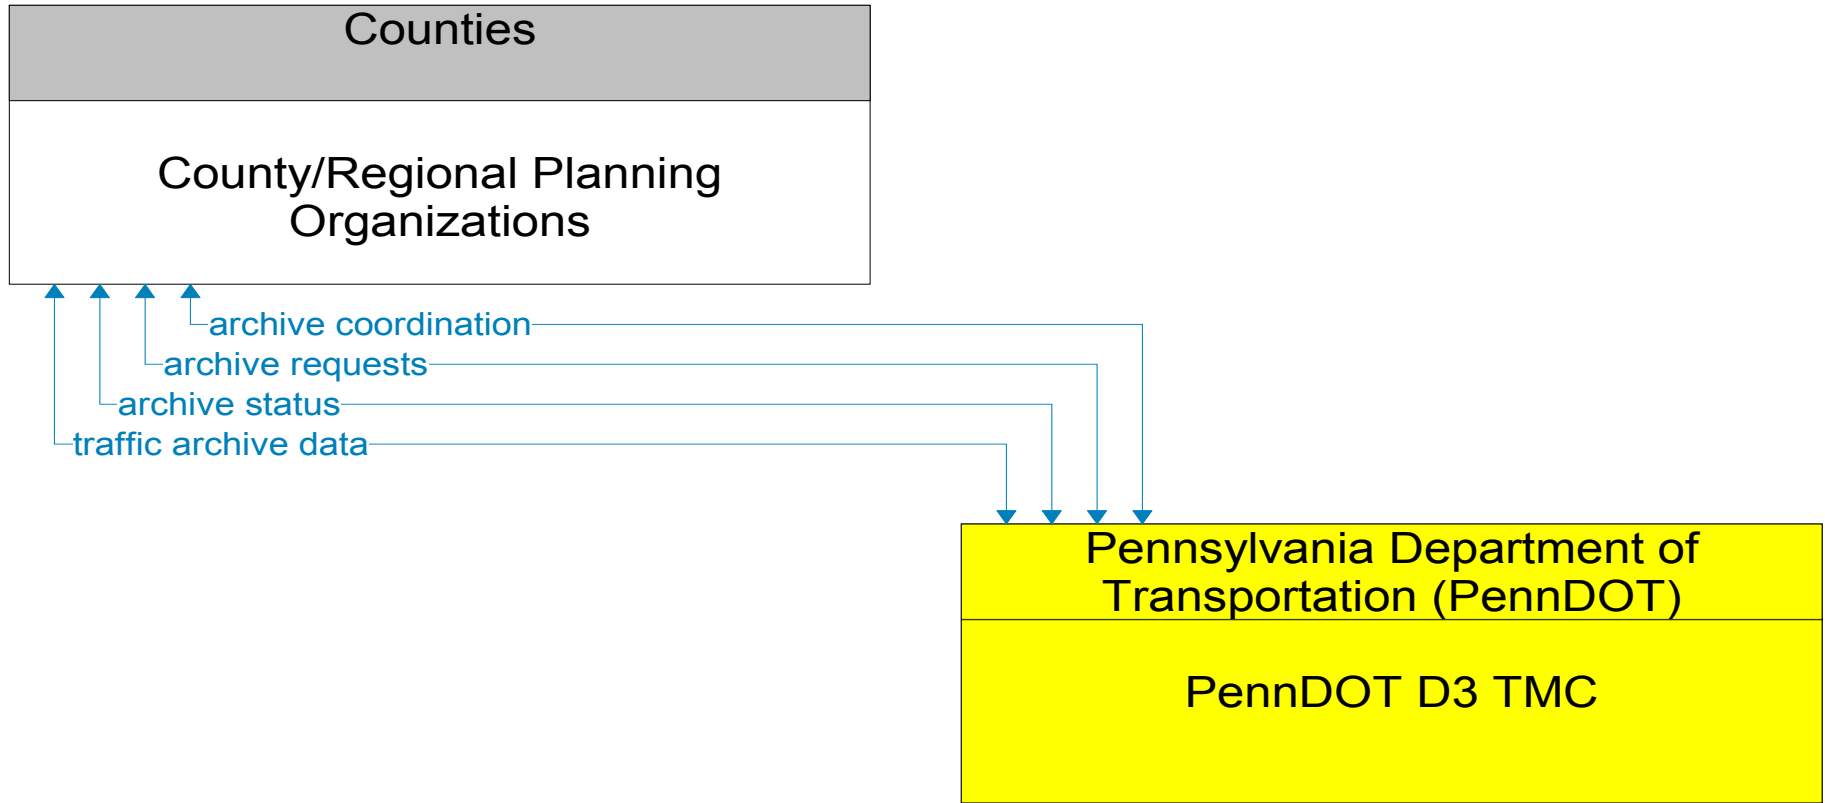 Counties
County/Regional Planning
Organizations
archive coordination
archive requests
archive status
traffic archive data
Pennsylvania Department of
Transportation (PennDOT)
PennDOT D3 TMC